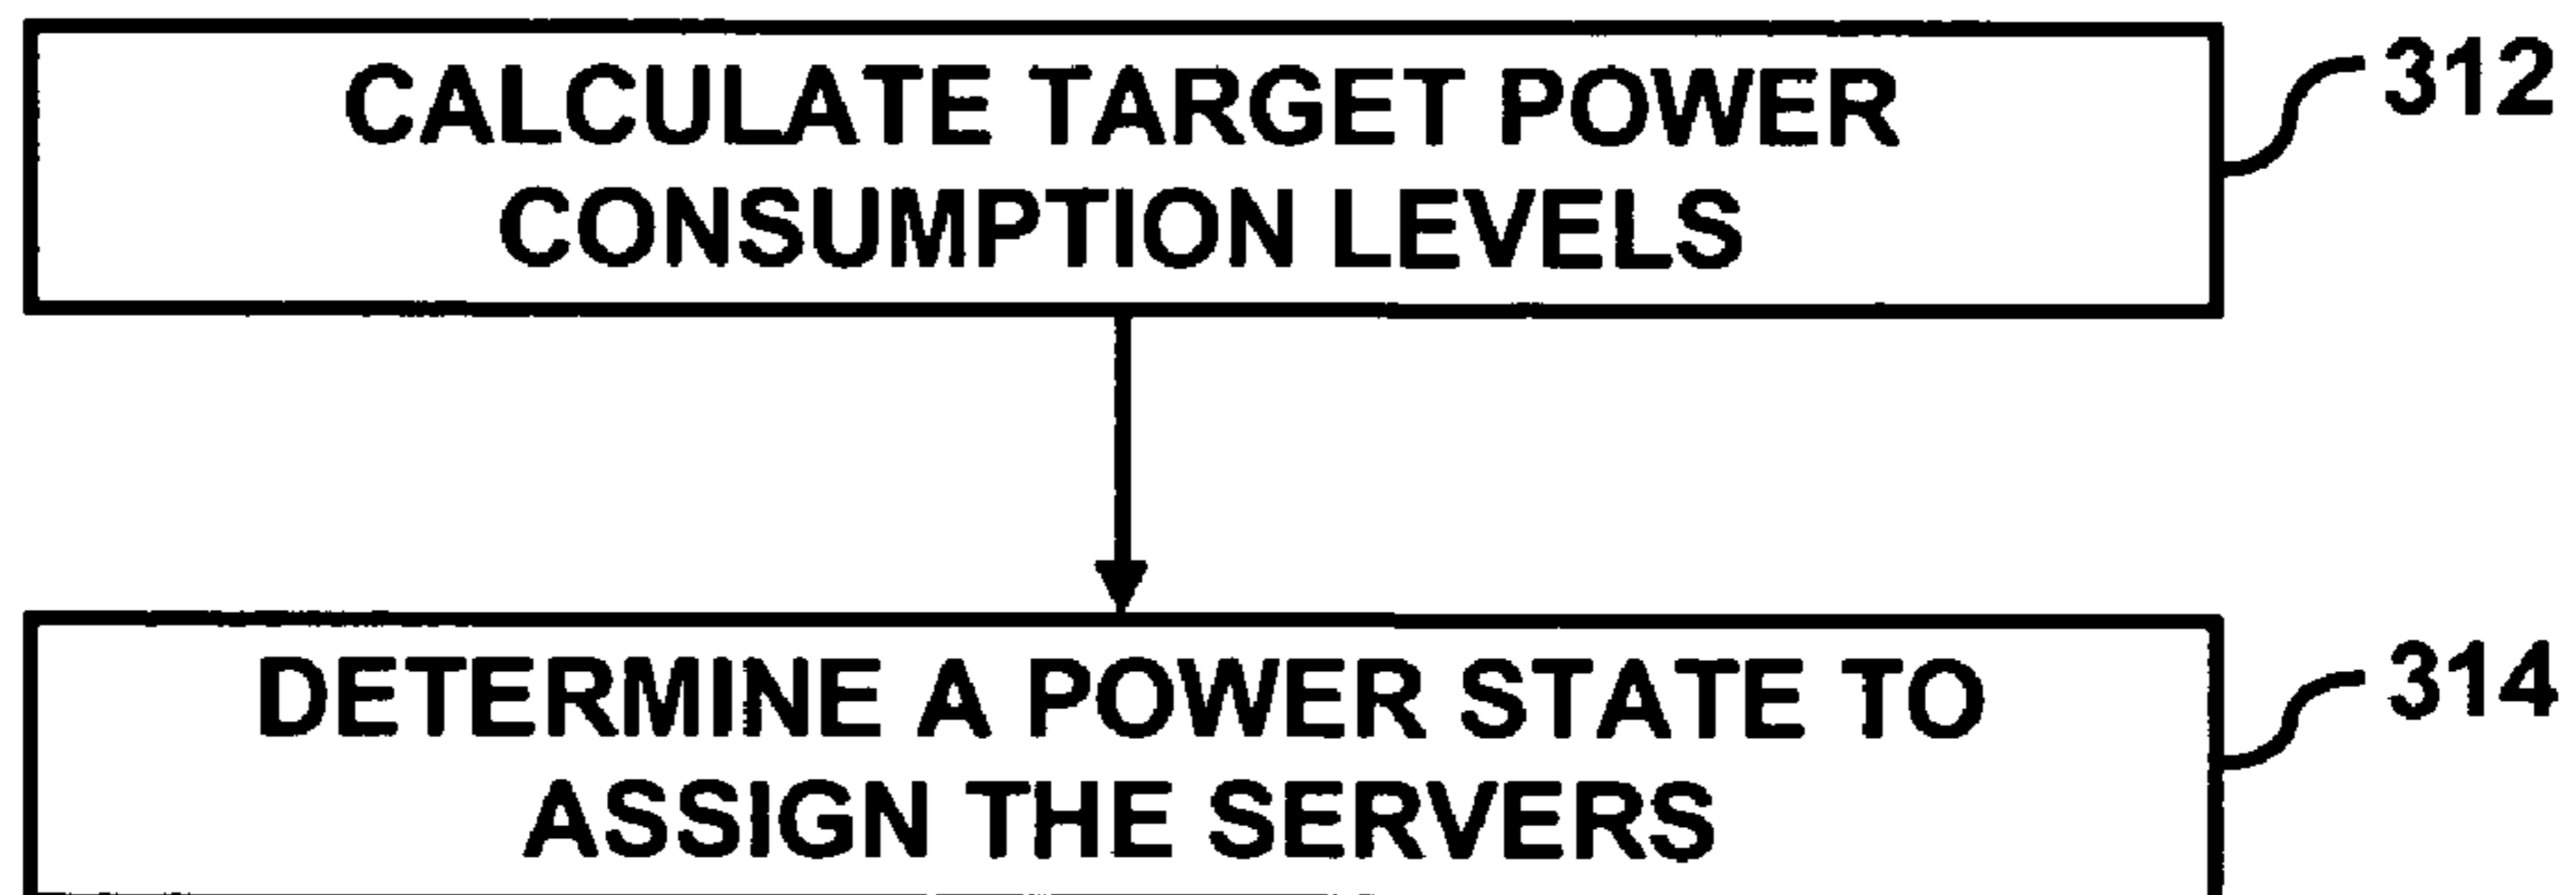 CALCULATE TARGET POWER
CONSUMPTION LEVELS
312
DETERMINE A POWER STATE TO
ASSIGN THE SERVERS
314